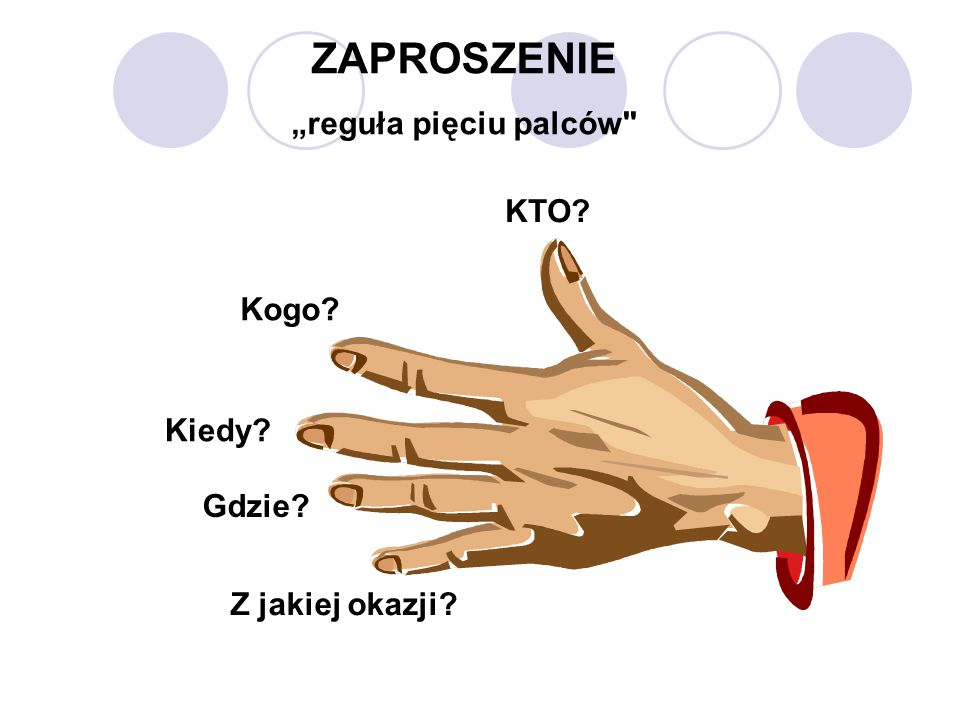 ZAPROSZENIE
„reguła pięciu palców"
KTO?
Kogo?
Kiedy?
Gdzie?
Z jakiej okazji?